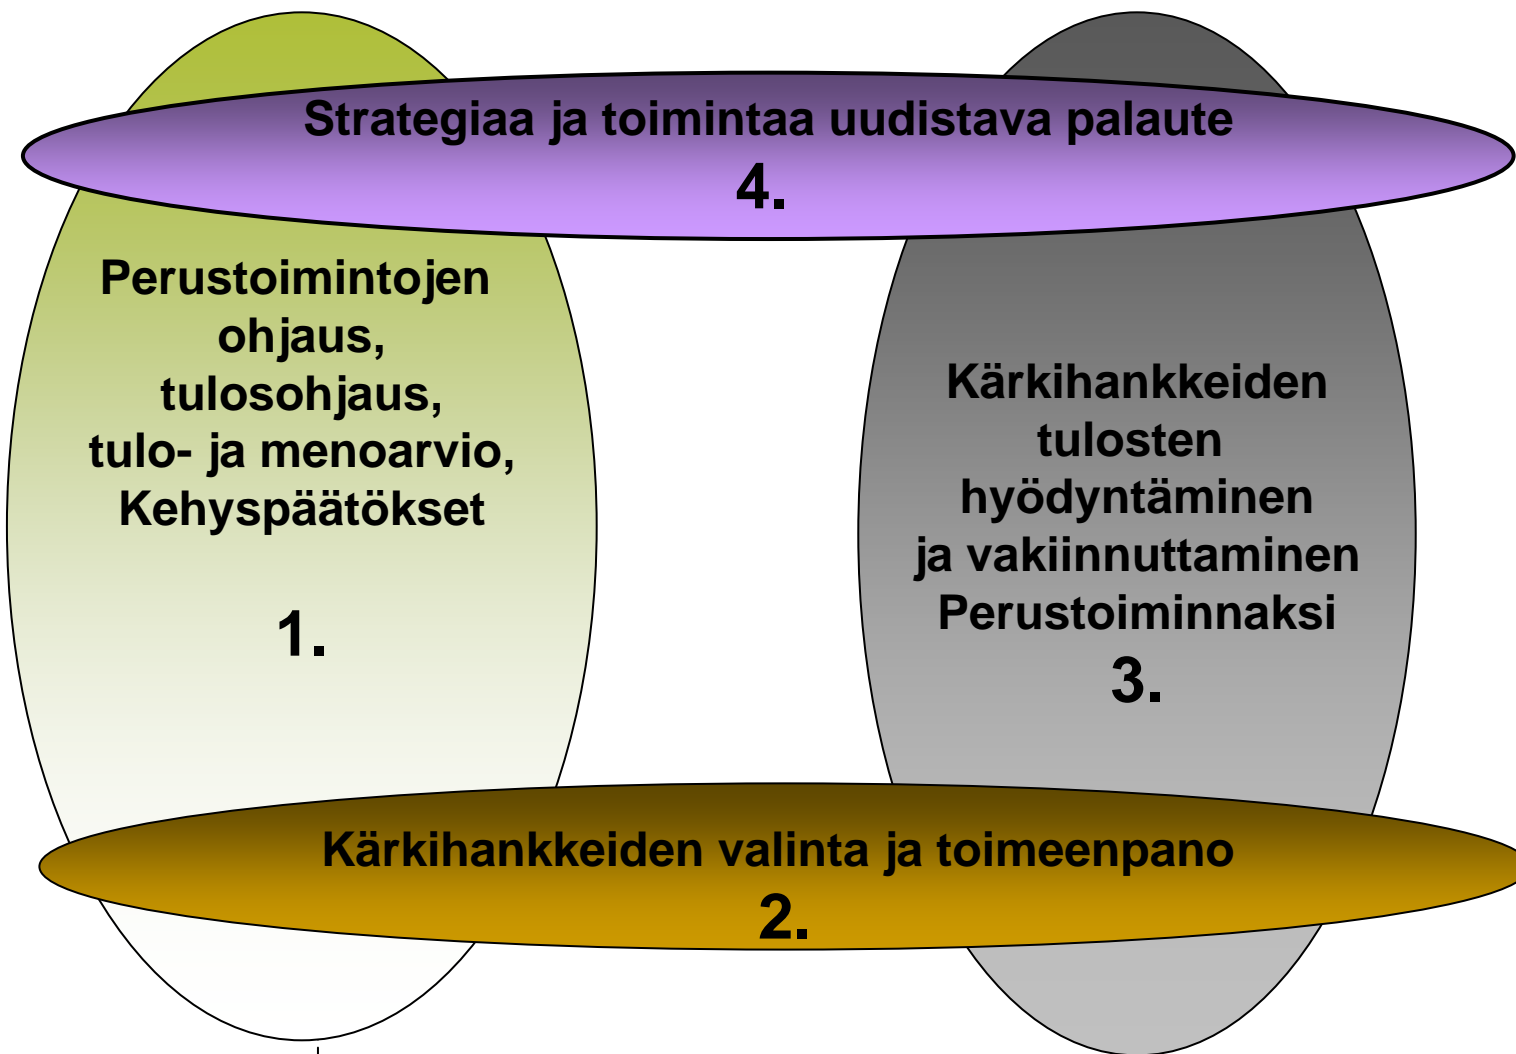 Strategiaa ja toimintaa uudistava palaute
4.
Perustoimintojen
ohjaus,
tulosohjaus,
tulo- ja menoarvio,
Kehyspäätökset
1.
Kärkihankkeiden
tulosten
hyödyntäminen
ja vakiinnuttaminen
Perustoiminnaksi
3.
Kärkihankkeiden valinta ja toimeenpano
2.